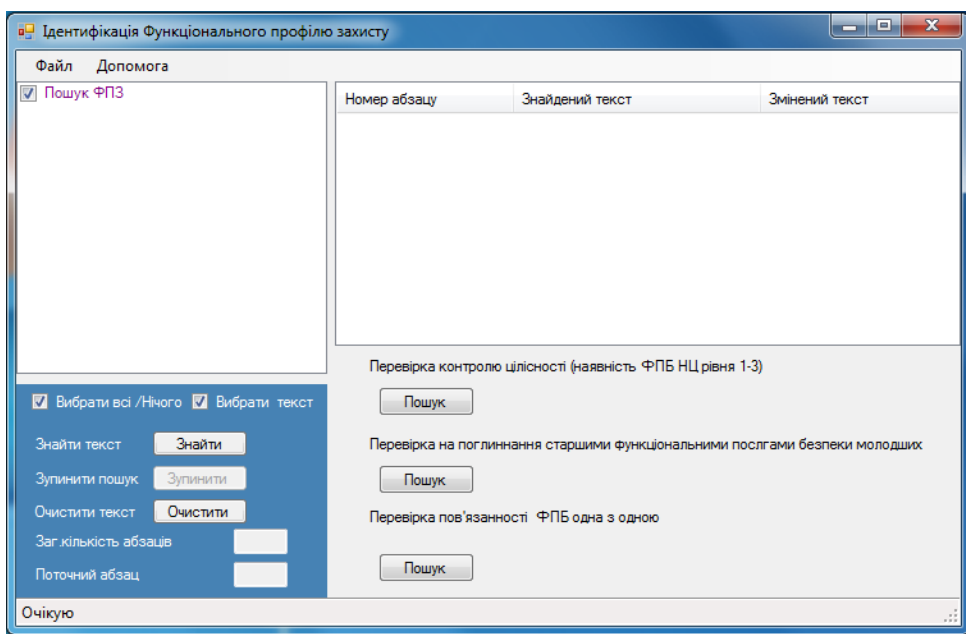 Ідентифікація Функціонального профілю захисту
Файл Допомога
Пошук ФПЗ
Номер абзацу Знайдений текст Змінений текст
Перевірка контролю цілісності (наявність ФПБ НЦ рівня 1-3)
Пошук
Вибрати всі /Нічого Вибрати текст
Знайти текст Знайти
Перевірка на поглиннання старшими функціональними послгами безпеки молодших
Зупинити пошук Зупинити
Пошук
Очистити текст Очистити
Перевірка пов'язанності ФПБ одна з одною
Заг.кількість абзаців
Поточний абзац
Пошук
Очікую